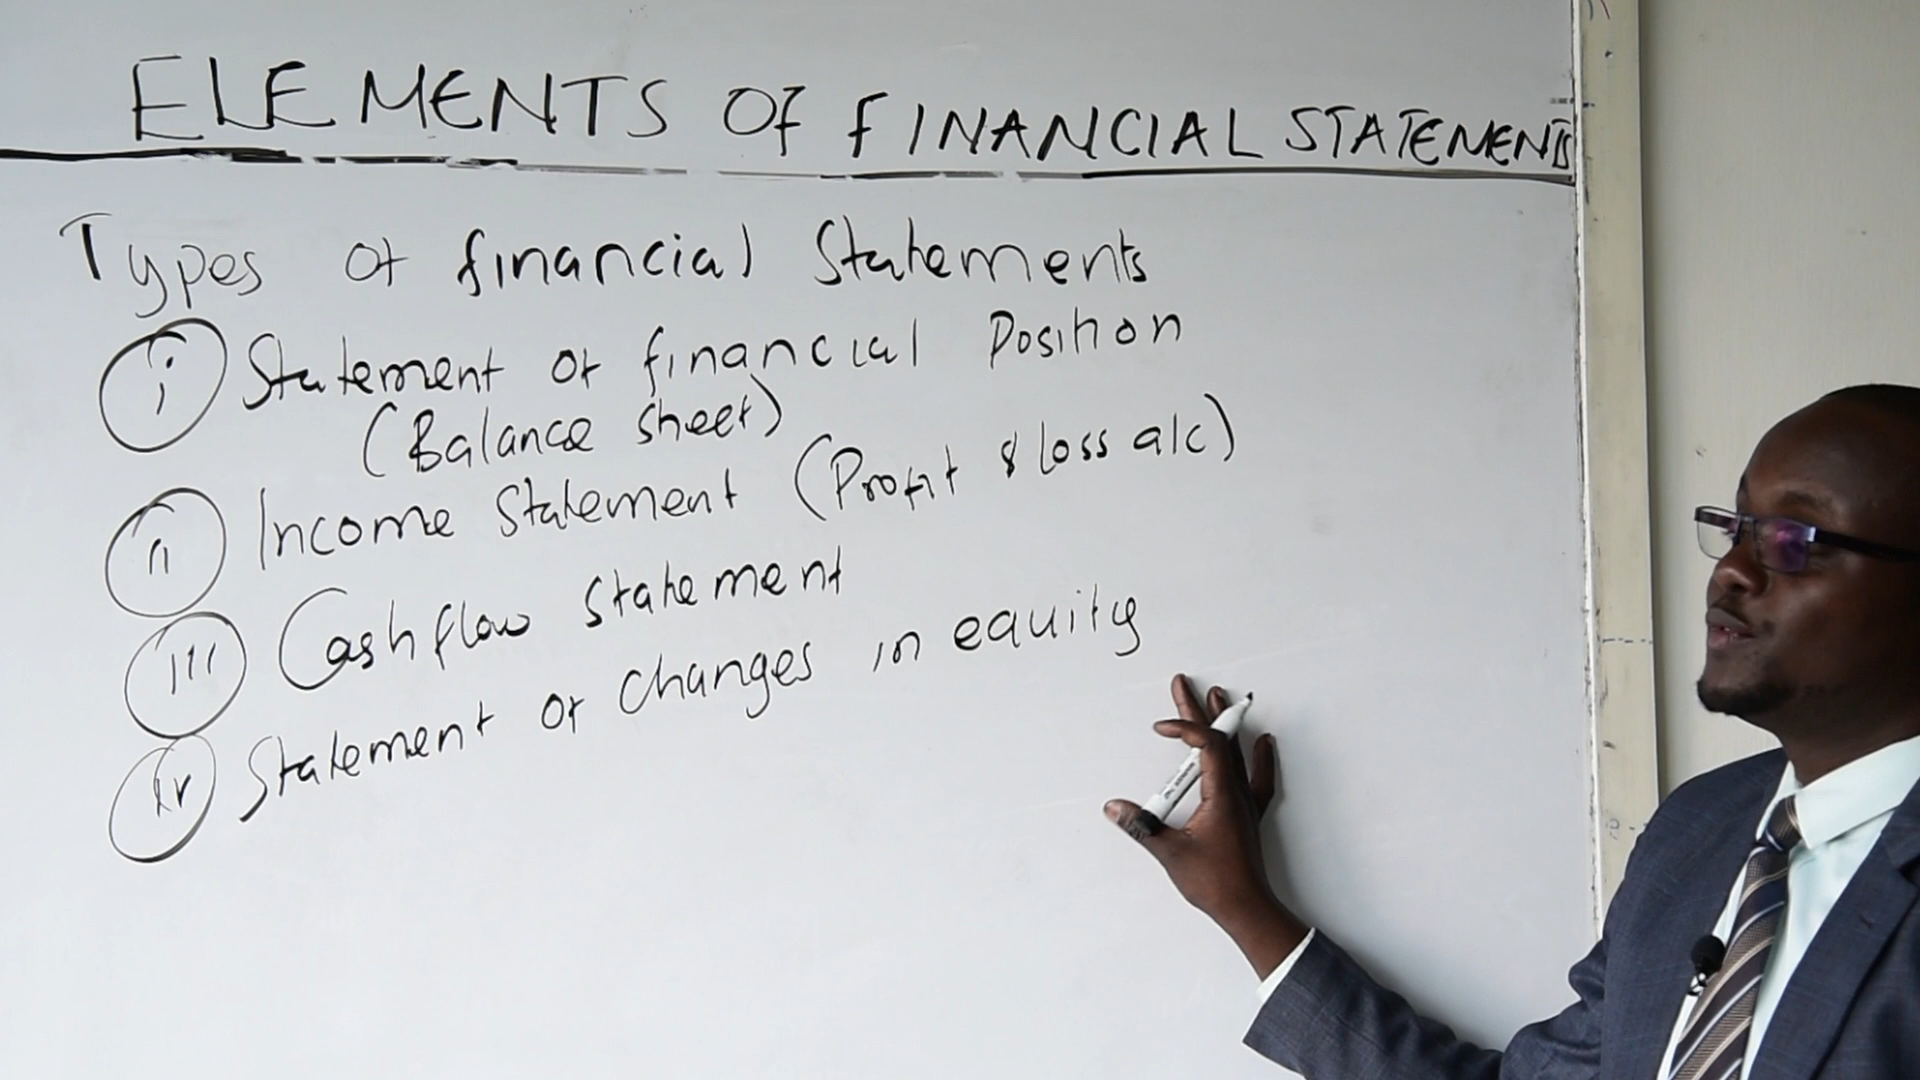 ELEMENTS OF FINANCIAL STATEMENTS
Types of financial Statements
i Statement of financial Position
(Balance sheet)
ii Income Statement (Profit & loss a/c)
iii Cashflow statement
iv Statement of changes in equity